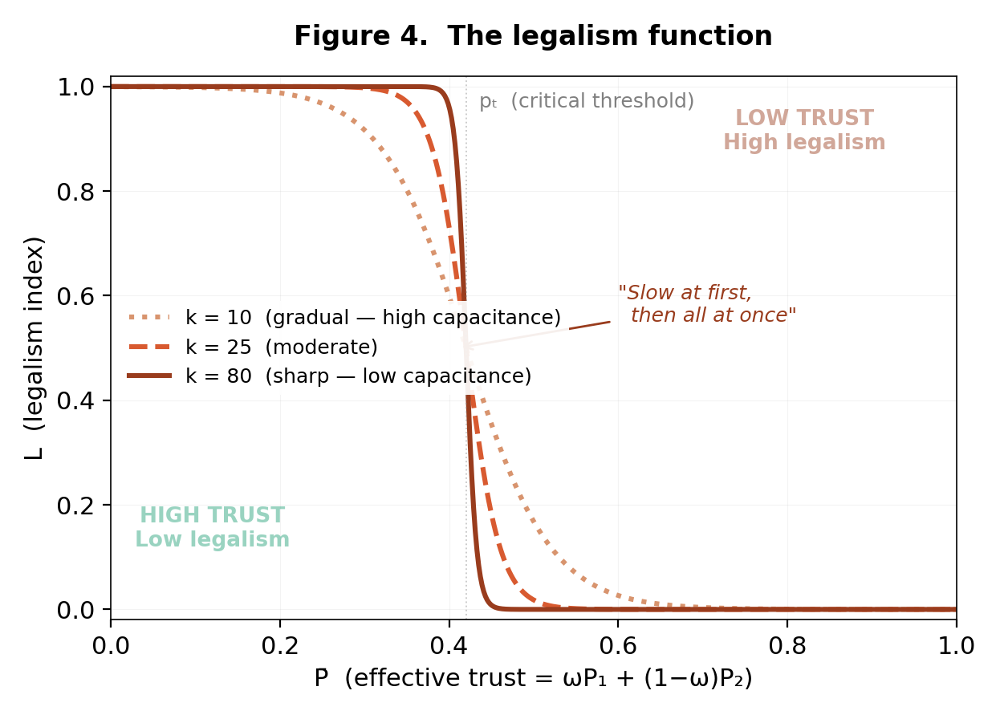 Figure 4.  The legalism function
1.0
0.8
0.6
0.4
0.2
0.0
L  (legalism index)
pₜ  (critical threshold)
LOW TRUST
High legalism
"Slow at first,
then all at once"
k = 10  (gradual — high capacitance)
k = 25  (moderate)
k = 80  (sharp — low capacitance)
HIGH TRUST
Low legalism
0.0
0.2
0.4
0.6
0.8
1.0
P̄  (effective trust = ωP₁ + (1−ω)P₂)